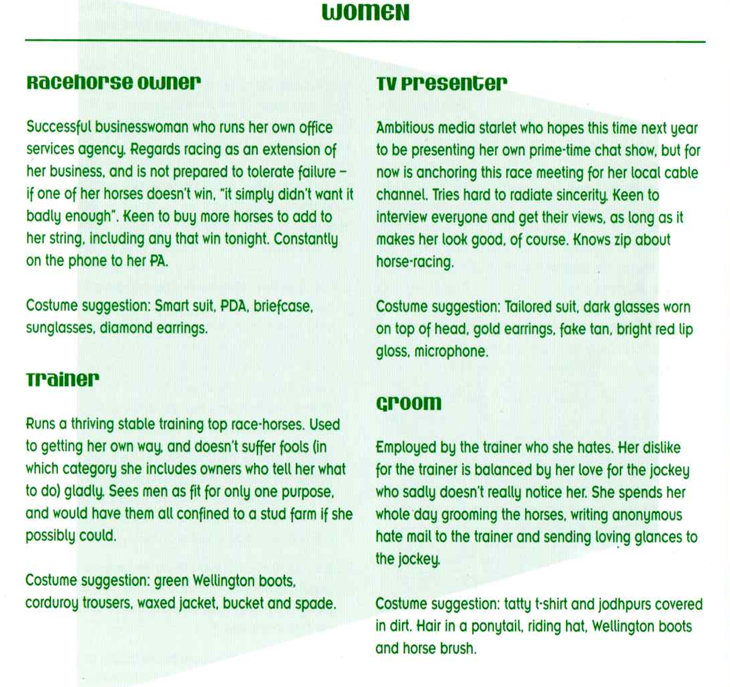 WOMEN
Racehorse owner
Successful businesswoman who runs her own office
services agency. Regards racing as an extension of
her business, and is not prepared to tolerate failure –
if one of her horses doesn't win, "it simply didn't want it
badly enough". Keen to buy more horses to add to
her string, including any that win tonight. Constantly
on the phone to her PA.
Costume suggestion: Smart suit, PDA, briefcase,
sunglasses, diamond earrings.
Trainer
Runs a thriving stable training top race-horses. Used
to getting her own way, and doesn't suffer fools (in
which category she includes owners who tell her what
to do) gladly. Sees men as fit for only one purpose,
and would have them all confined to a stud farm if she
possibly could.
Costume suggestion: green Wellington boots,
corduroy trousers, waxed jacket, bucket and spade.
TV Presenter
Ambitious media starlet who hopes this time next year
to be presenting her own prime-time chat show, but for
now is anchoring this race meeting for her local cable
channel. Tries hard to radiate sincerity. Keen to
interview everyone and get their views, as long as it
makes her look good, of course. Knows zip about
horse-racing.
Costume suggestion: Tailored suit, dark glasses worn
on top of head, gold earrings, fake tan, bright red lip
gloss, microphone.
Groom
Employed by the trainer who she hates. Her dislike
for the trainer is balanced by her love for the jockey
who sadly doesn't really notice her. She spends her
whole day grooming the horses, writing anonymous
hate mail to the trainer and sending loving glances to
the jockey.
Costume suggestion: tatty t-shirt and jodhpurs covered
in dirt. Hair in a ponytail, riding hat, Wellington boots
and horse brush.